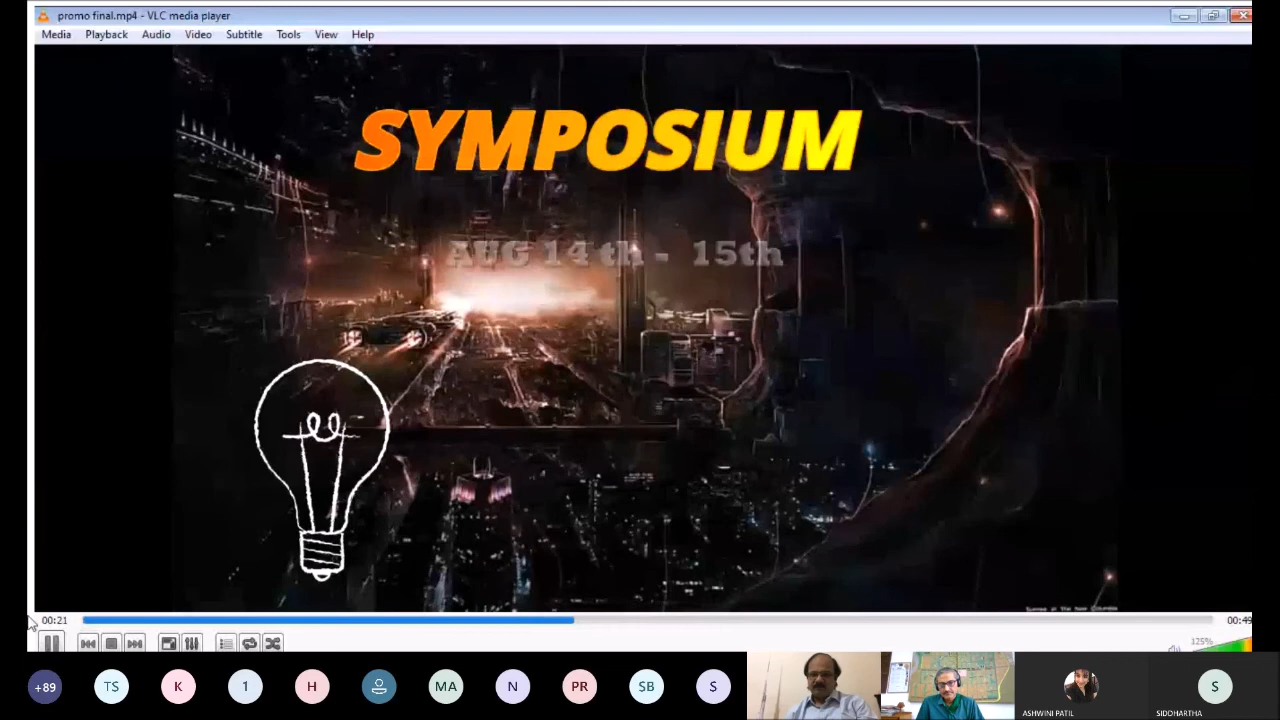 promo final.mp4 - VLC media player
Media Playback Audio Video Subtitle Tools View Help
SYMPOSIUM
AUG 14th - 15th
00:21
00:49
125%
+89 TS K 1 H MA N PR SB S S
ASHWINI PATIL
SIDDHARTHA